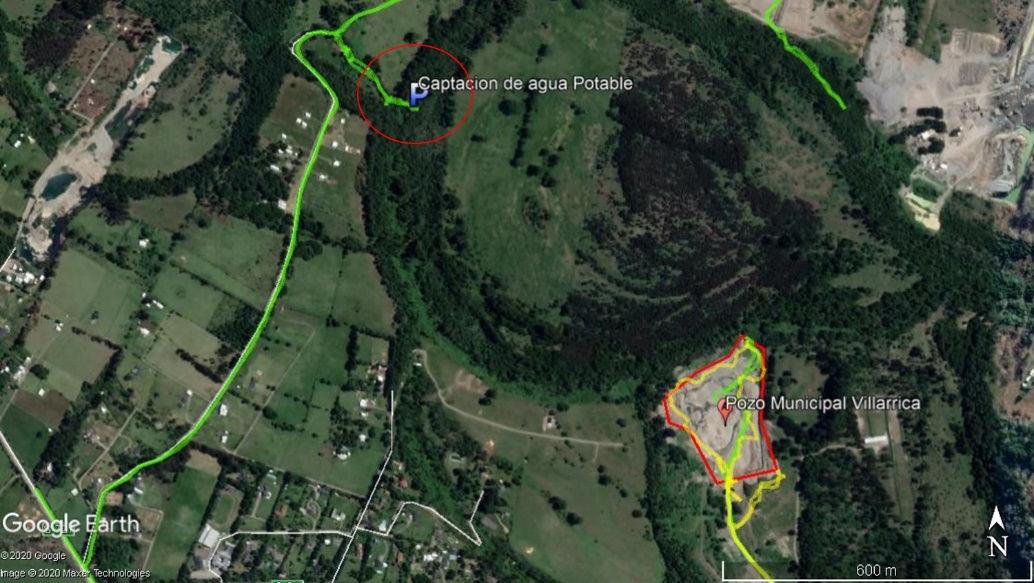 P
Captacion de agua Potable
Pozo Municipal Villarrica
Google Earth
© 2020 Google
Image © 2020 Maxar Technologies
N
600 m